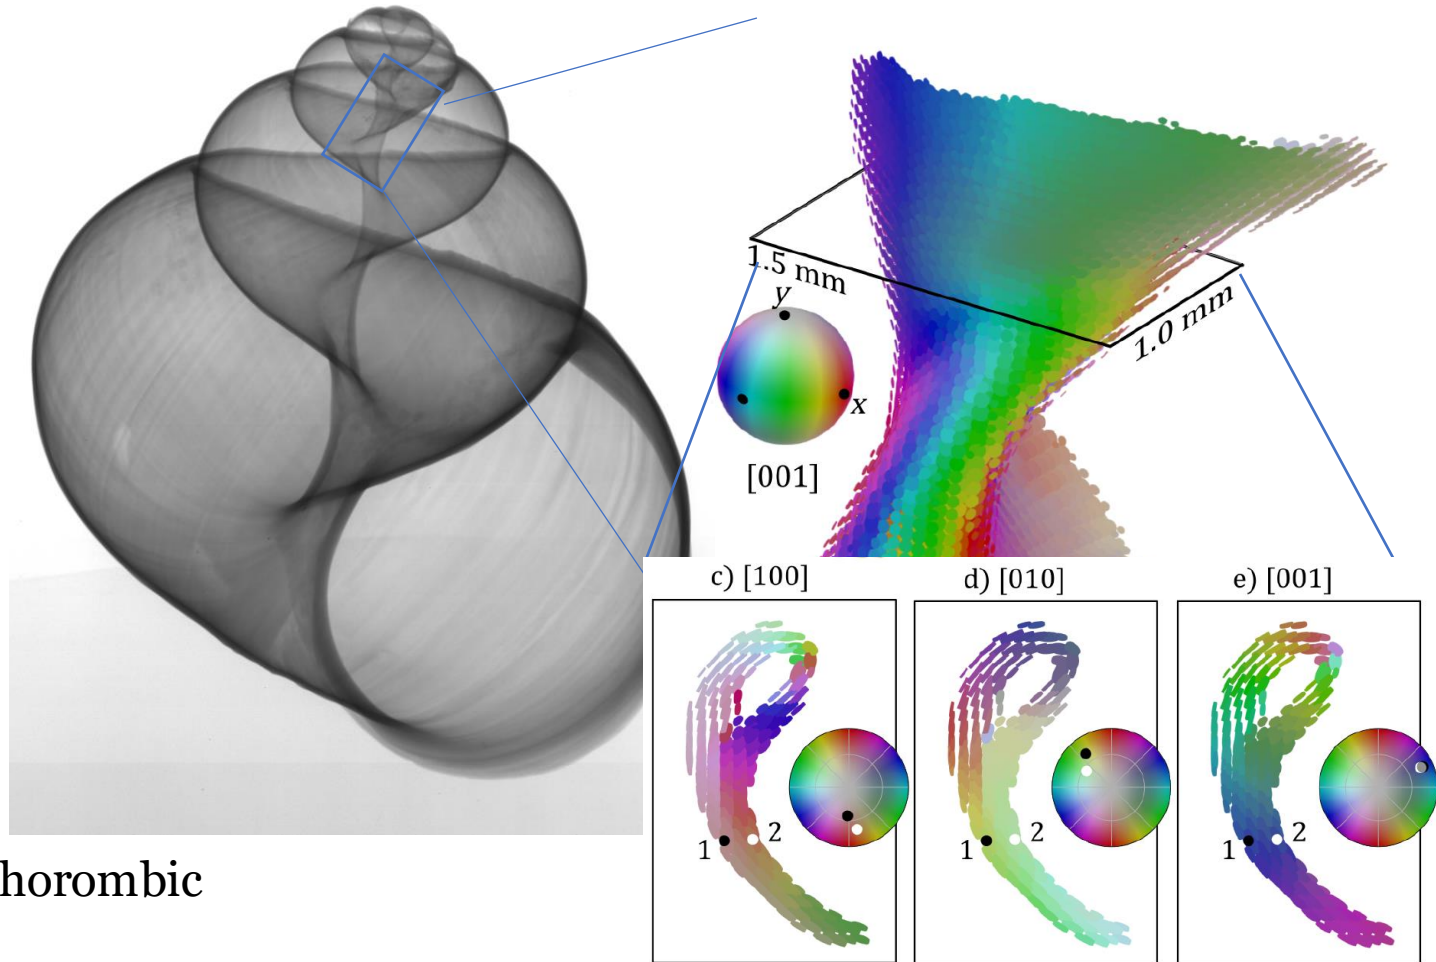 1.5 mm
1.0 mm
y
x
[001]
c) [100]
d) [010]
e) [001]
1
2
1
2
1
2
horombic